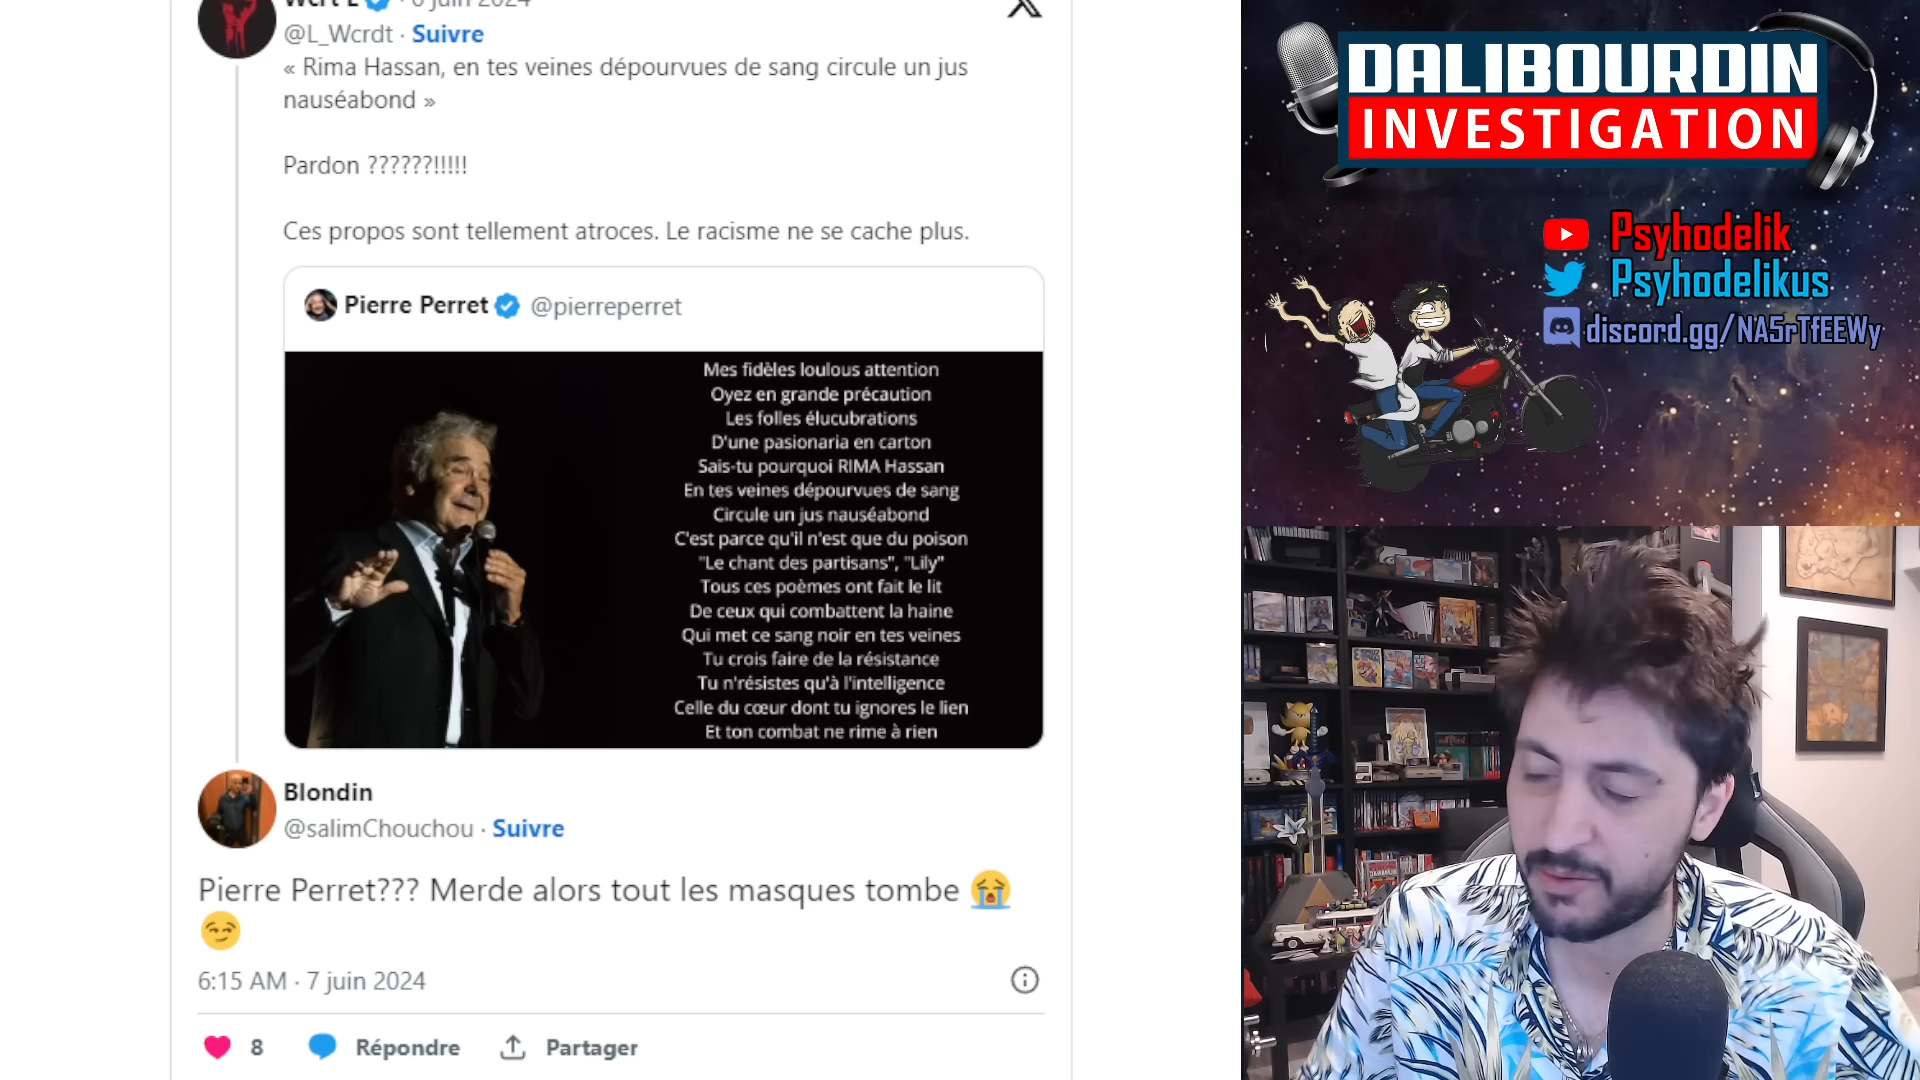 Wcrt L · 6 juin 2024
@L_Wcrdt · Suivre
« Rima Hassan, en tes veines dépourvues de sang circule un jus
nauséabond »
Pardon ??????!!!!!
Ces propos sont tellement atroces. Le racisme ne se cache plus.
Pierre Perret @pierreperret
Mes fidèles loulous attention
Oyez en grande précaution
Les folles élucubrations
D'une pasionaria en carton
Sais-tu pourquoi RIMA Hassan
En tes veines dépourvues de sang
Circule un jus nauséabond
C'est parce qu'il n'est que du poison
"Le chant des partisans", "Lily"
Tous ces poèmes ont fait le lit
De ceux qui combattent la haine
Qui met ce sang noir en tes veines
Tu crois faire de la résistance
Tu n'résistes qu'à l'intelligence
Celle du cœur dont tu ignores le lien
Et ton combat ne rime à rien
Blondin
@salimChouchou · Suivre
Pierre Perret??? Merde alors tout les masques tombe 😭
😏
6:15 AM · 7 juin 2024
8 Répondre Partager
DALIBOURDIN
INVESTIGATION
Psyhodelik
Psyhodelikus
discord.gg/NA5rTfEEWy